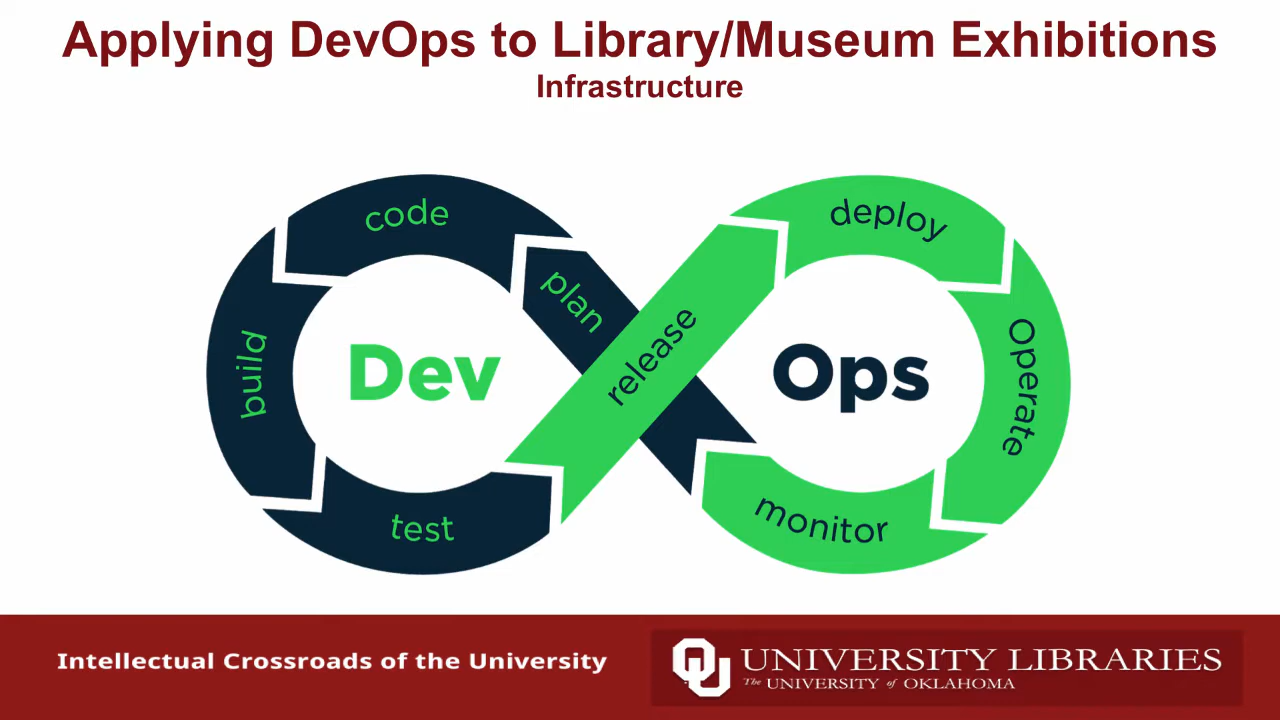 Applying DevOps to Library/Museum Exhibitions
Infrastructure
code
deploy
plan
release
build
Dev
Ops
Operate
test
monitor
Intellectual Crossroads of the University
OU
UNIVERSITY LIBRARIES
The UNIVERSITY of OKLAHOMA